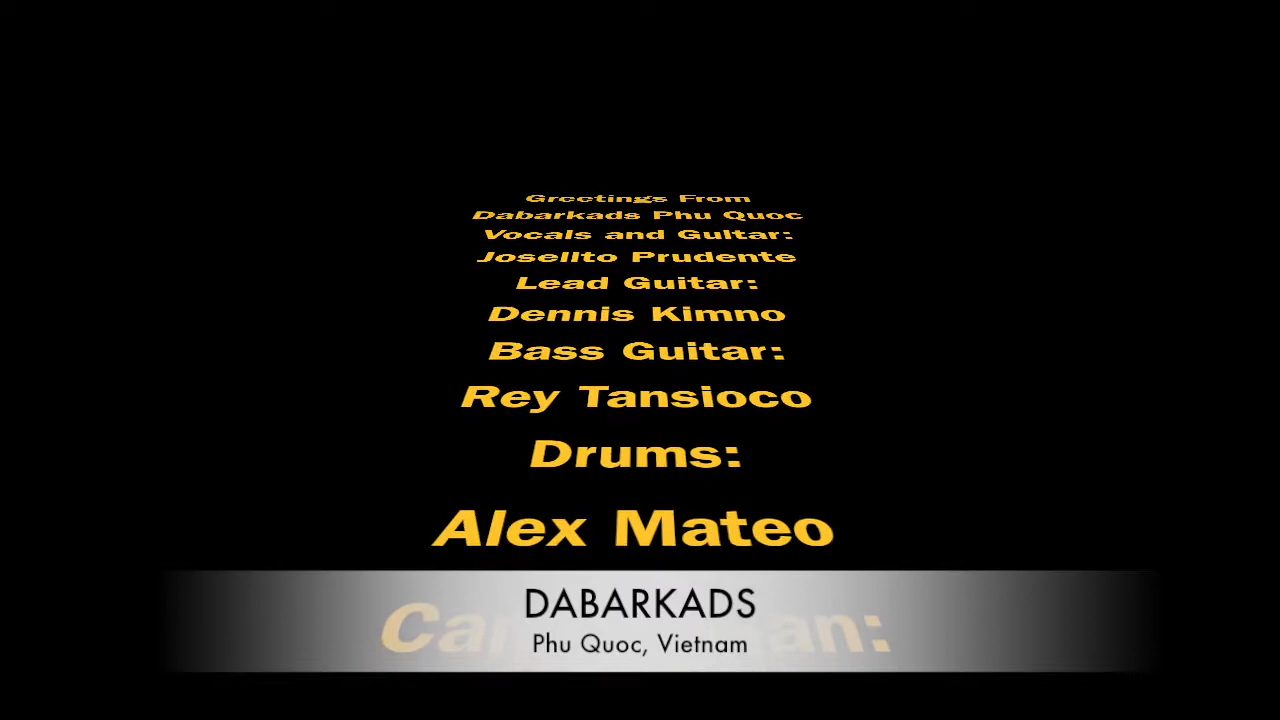 Greetings From
Dabarkads Phu Quoc
Vocals and Guitar:
Joselito Prudente
Lead Guitar:
Dennis Kimno
Bass Guitar:
Rey Tansioco
Drums:
Alex Mateo
DABARKADS
Phu Quoc, Vietnam